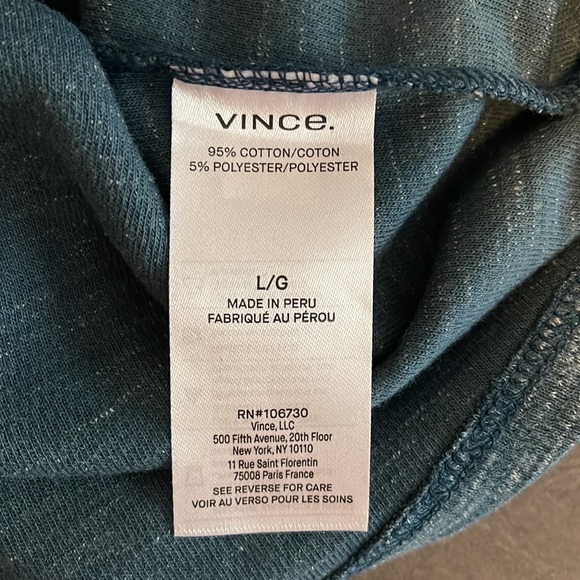 VINCE.
95% COTTON/COTON
5% POLYESTER/POLYESTER
L/G
MADE IN PERU
FABRIQUÉ AU PÉROU
RN#106730
Vince, LLC
500 Fifth Avenue, 20th Floor
New York, NY 10110
11 Rue Saint Florentin
75008 Paris France
SEE REVERSE FOR CARE
VOIR AU VERSO POUR LES SOINS